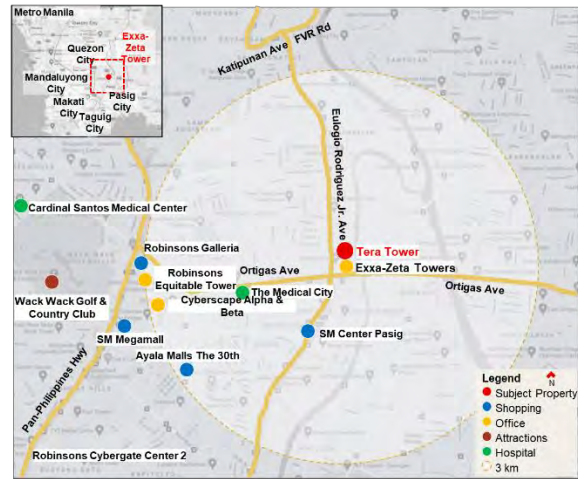 Metro Manila
Exxa-
Zeta
Tower
Quezon
City
Mandaluyong
City
Makati
City
Pasig City
Taguig
City
Katipunan Ave
FVR Rd
Eulogio Rodriguez Jr. Ave
Cardinal Santos Medical Center
Robinsons Galleria
Tera Tower
Exxa-Zeta Towers
Ortigas Ave
Robinsons
Equitable Tower
Ortigas Ave
The Medical City
Cyberscape Alpha &
Beta
Wack Wack Golf &
Country Club
SM Megamall
SM Center Pasig
Ayala Malls The 30th
Pan-Philippines Hwy
Robinsons Cybergate Center 2
Legend
N
Subject Property
Shopping
Office
Attractions
Hospital
3 km